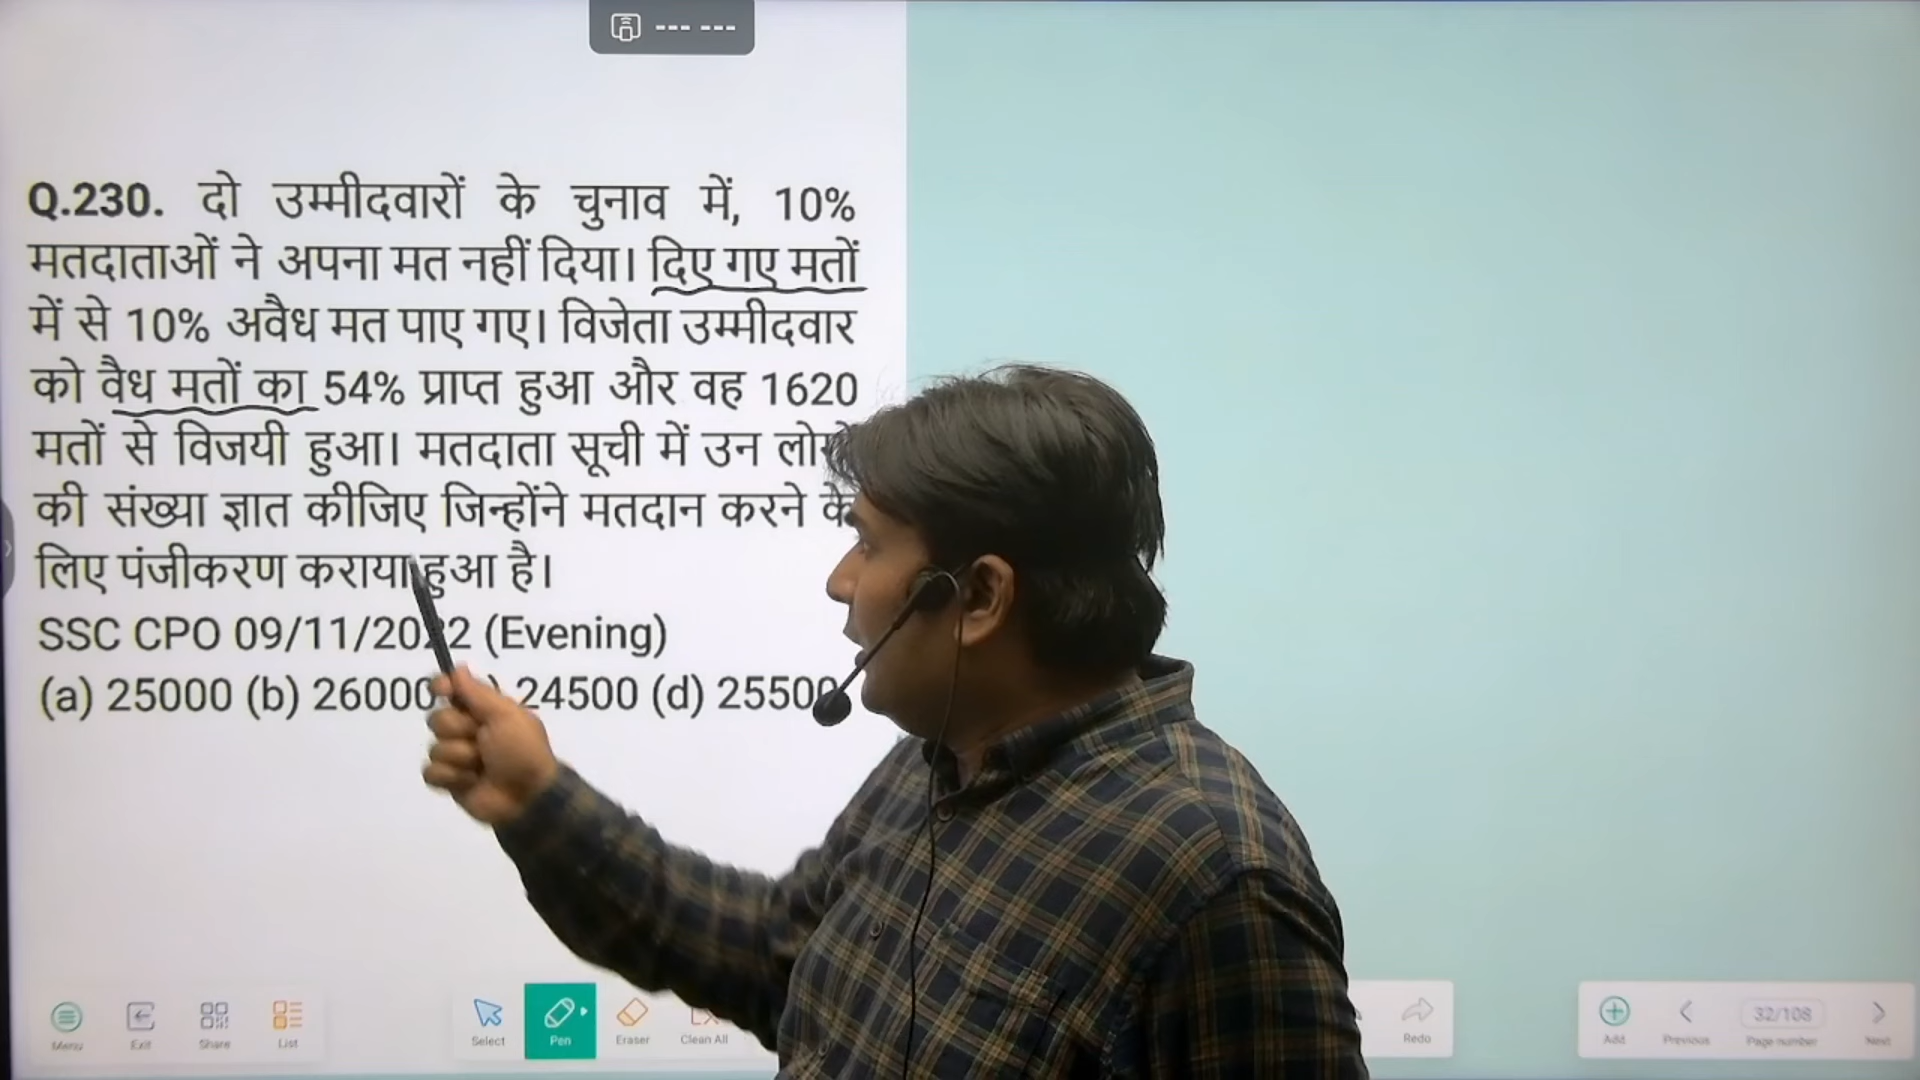 --- ---
Q.230. दो उम्मीदवारों के चुनाव में, 10%
मतदाताओं ने अपना मत नहीं दिया। दिए गए मतों
में से 10% अवैध मत पाए गए। विजेता उम्मीदवार
को वैध मतों का 54% प्राप्त हुआ और वह 1620
मतों से विजयी हुआ। मतदाता सूची में उन
की संख्या ज्ञात कीजिए जिन्होंने मतदान करने के
लिए पंजीकरण कराया हुआ है।
SSC CPO 09/11/2022 (Evening)
(a) 25000 (b) 26000 24500 (d) 25500
Menu Exit Share List Select Pen Eraser Clean All Redo Add Previous 32/108 Page number Next